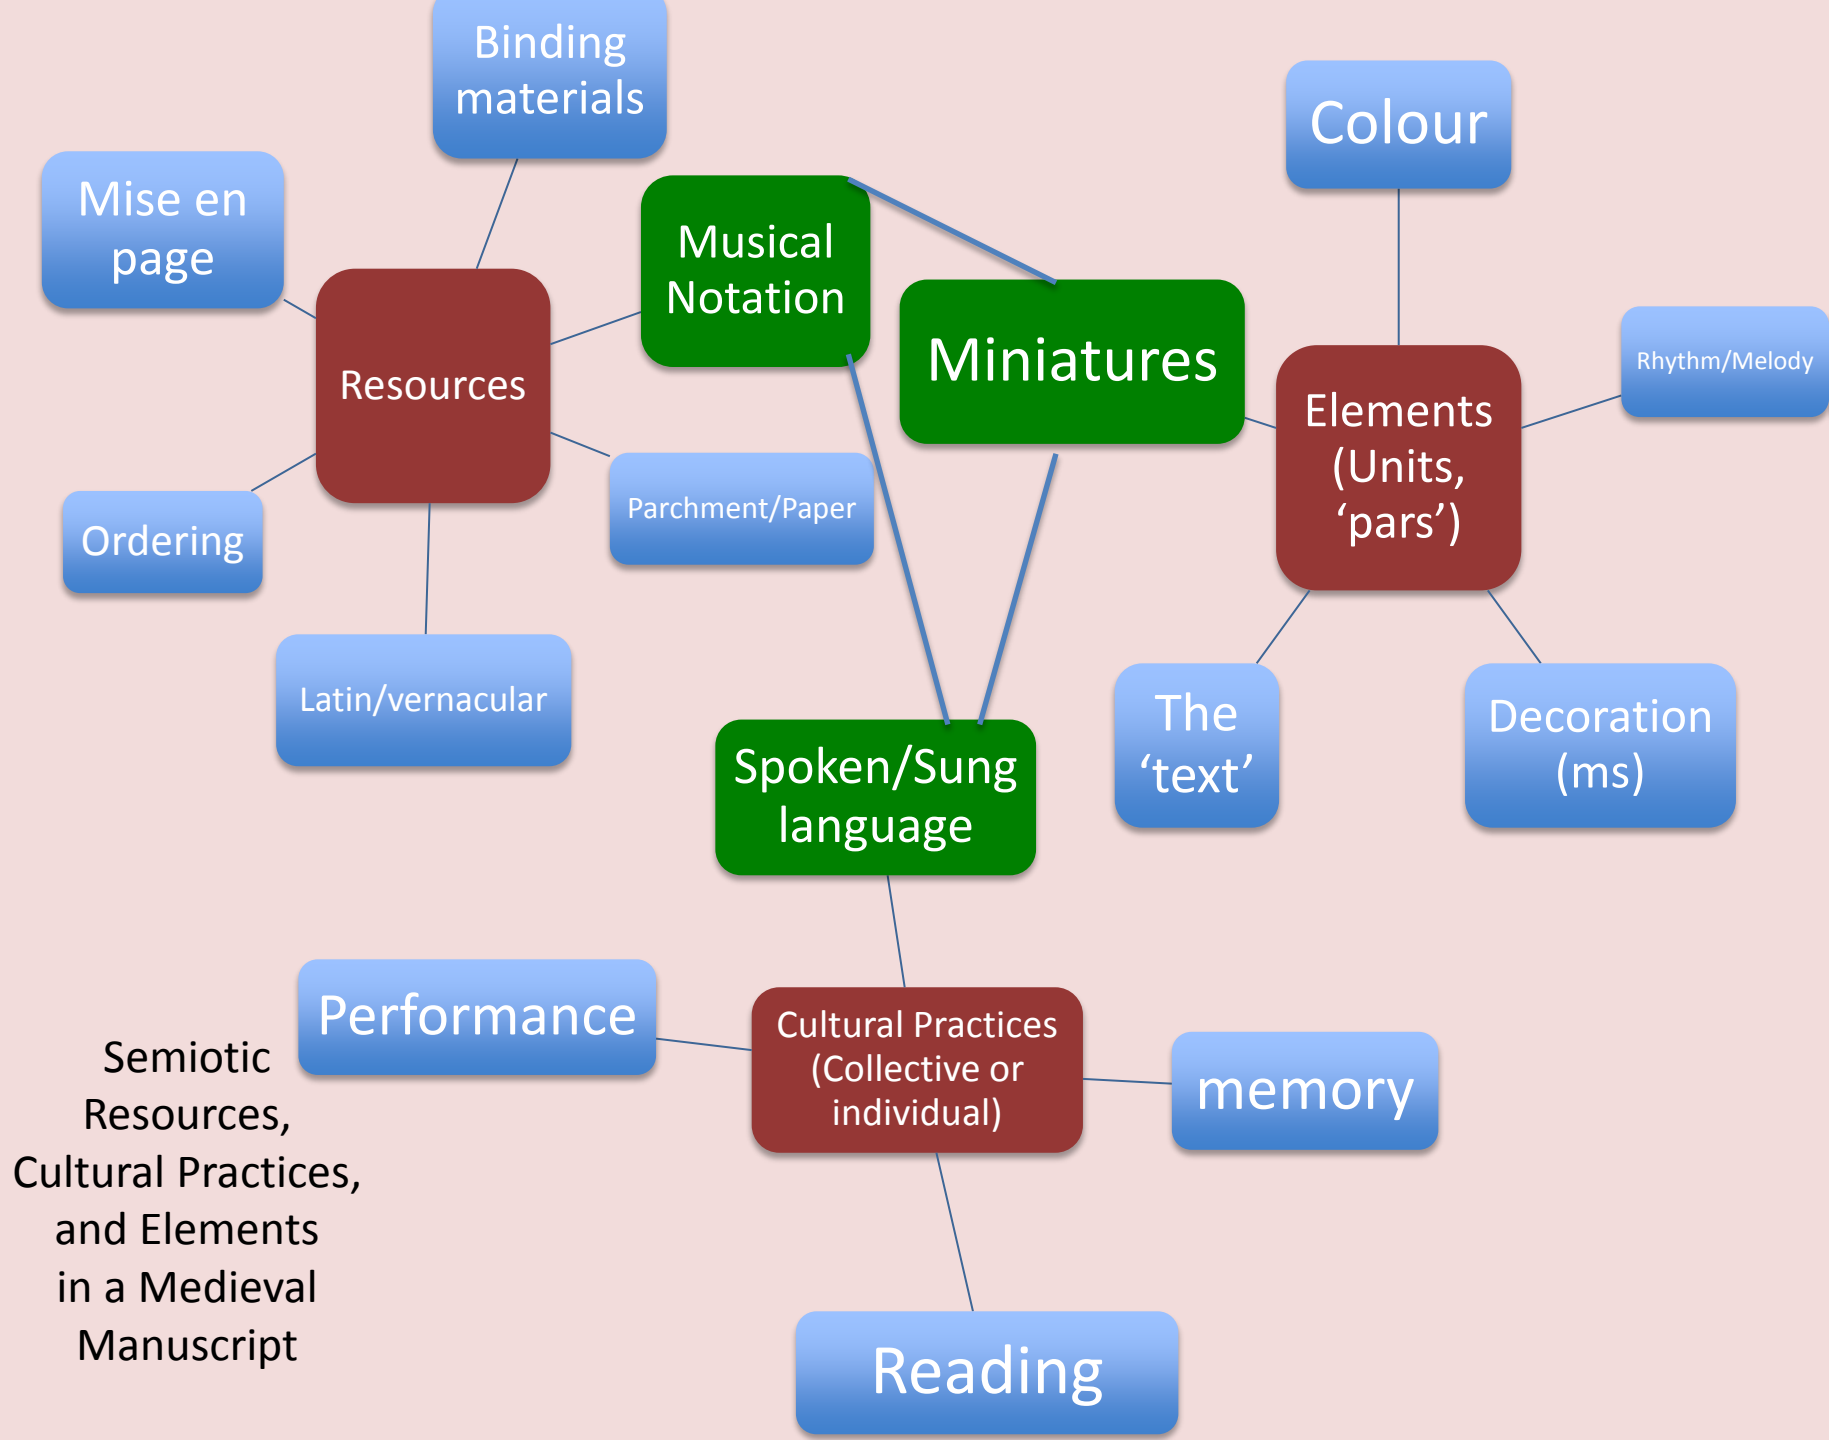 Binding
materials
Colour
Mise en
page
Musical
Notation
Miniatures
Resources
Rhythm/Melody
Elements
(Units,
‘pars’)
Parchment/Paper
Ordering
Latin/vernacular
The
‘text’
Decoration
(ms)
Spoken/Sung
language
Performance
Cultural Practices
(Collective or
individual)
memory
Semiotic
Resources,
Cultural Practices,
and Elements
in a Medieval
Manuscript
Reading